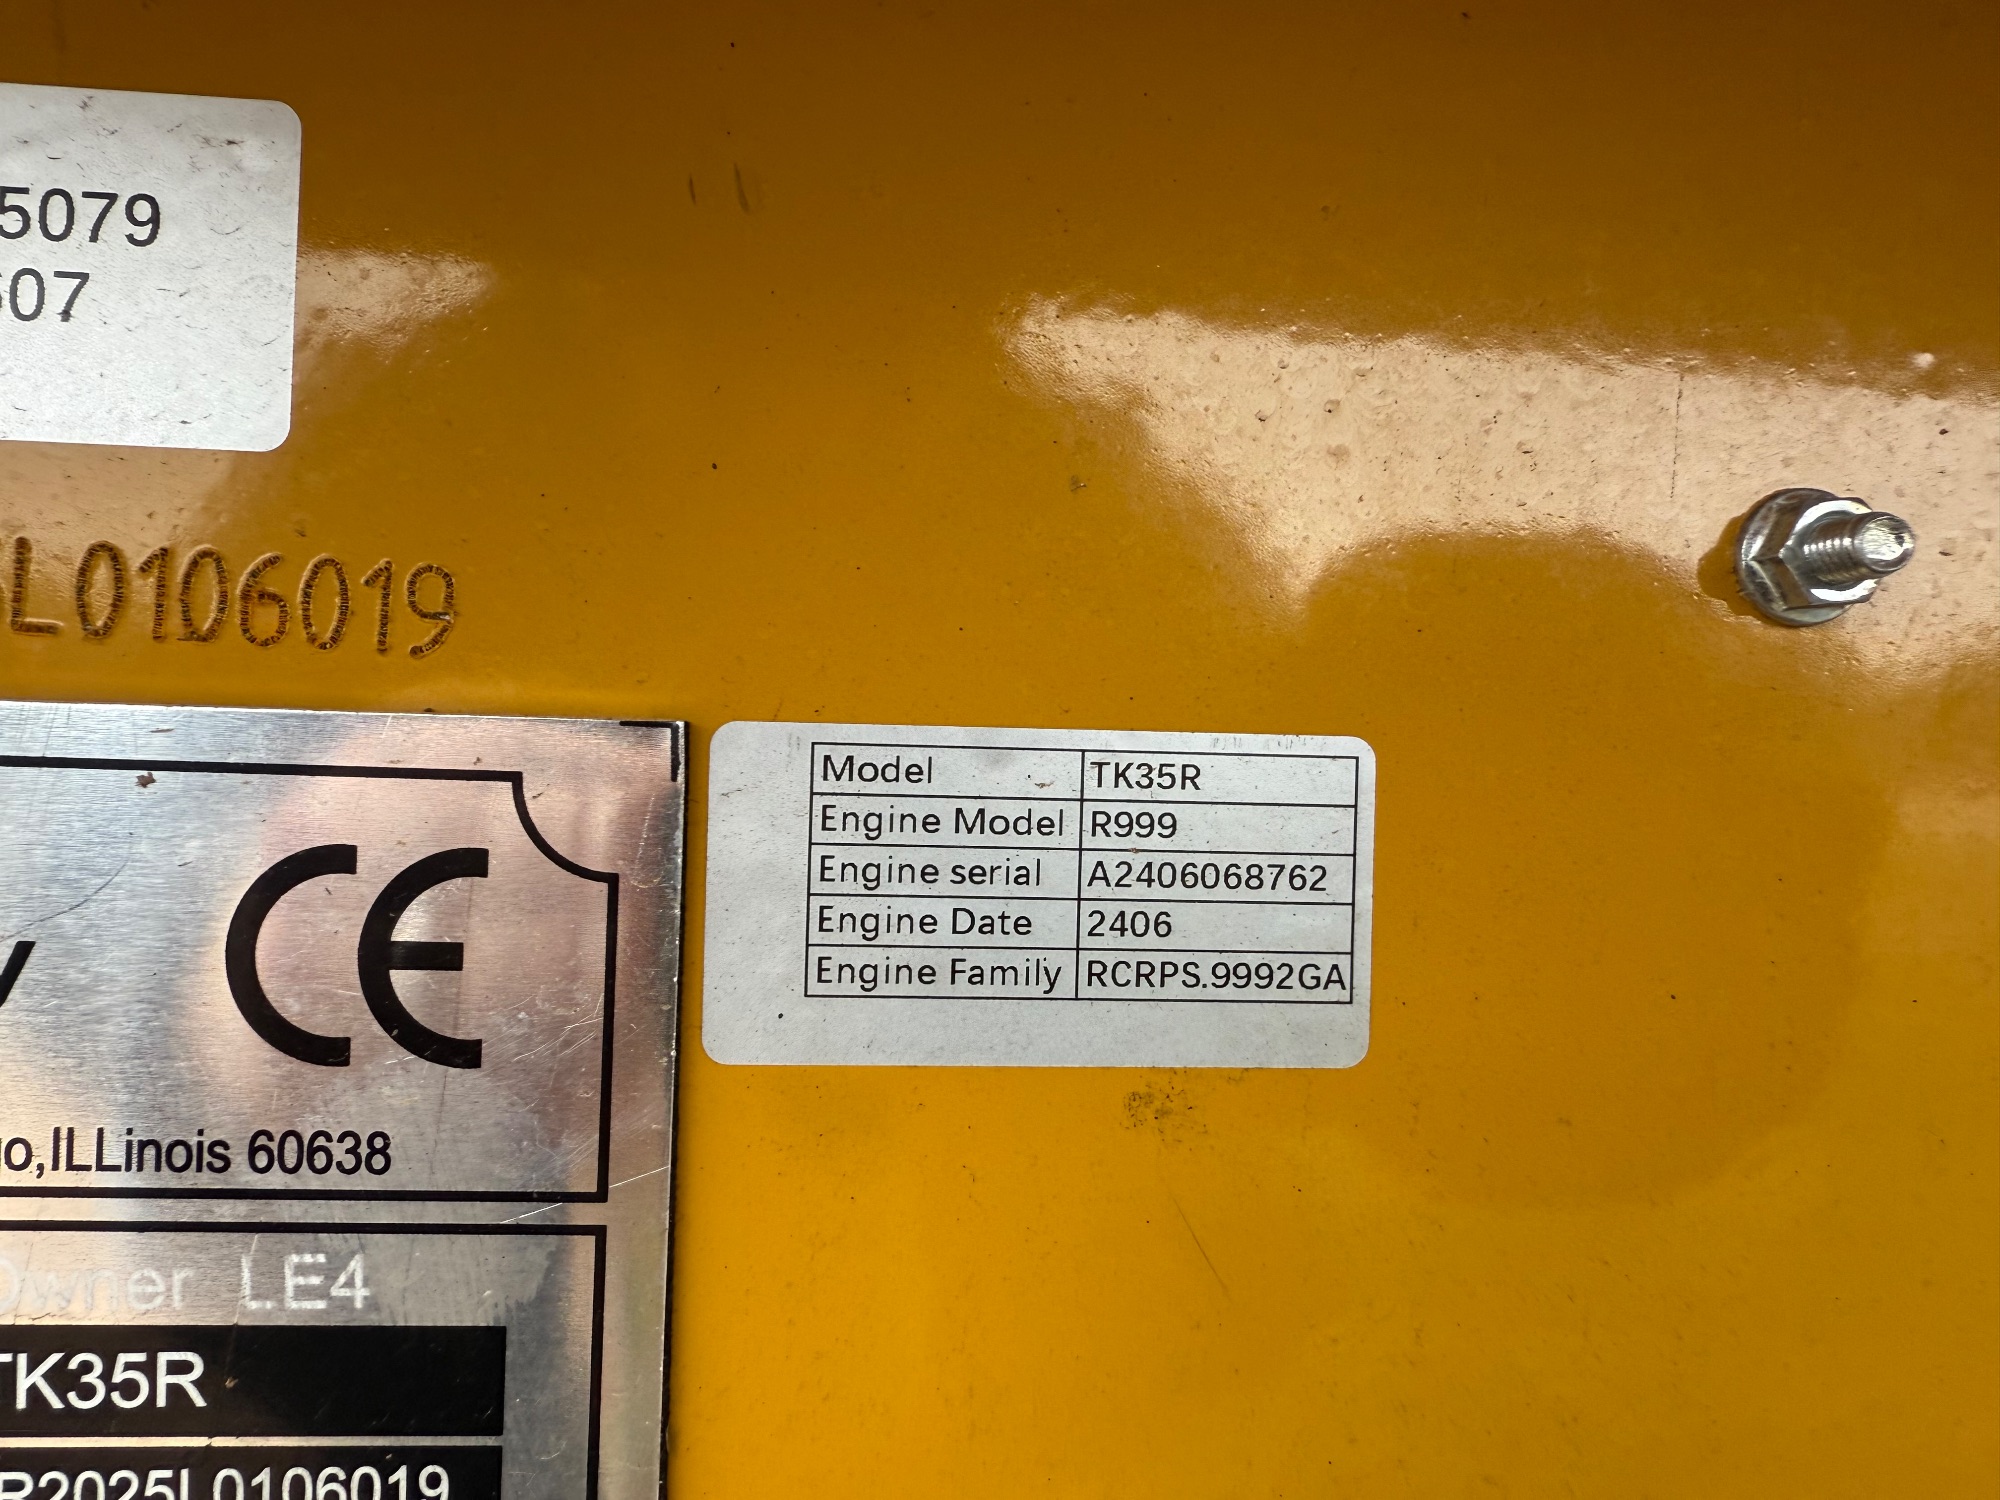 5079
607
L0106019
CE
o,ILLinois 60638
Owner LE4
TK35R
R2025L0106019
Model TK35R
Engine Model R999
Engine serial A2406068762
Engine Date 2406
Engine Family RCRPS.9992GA